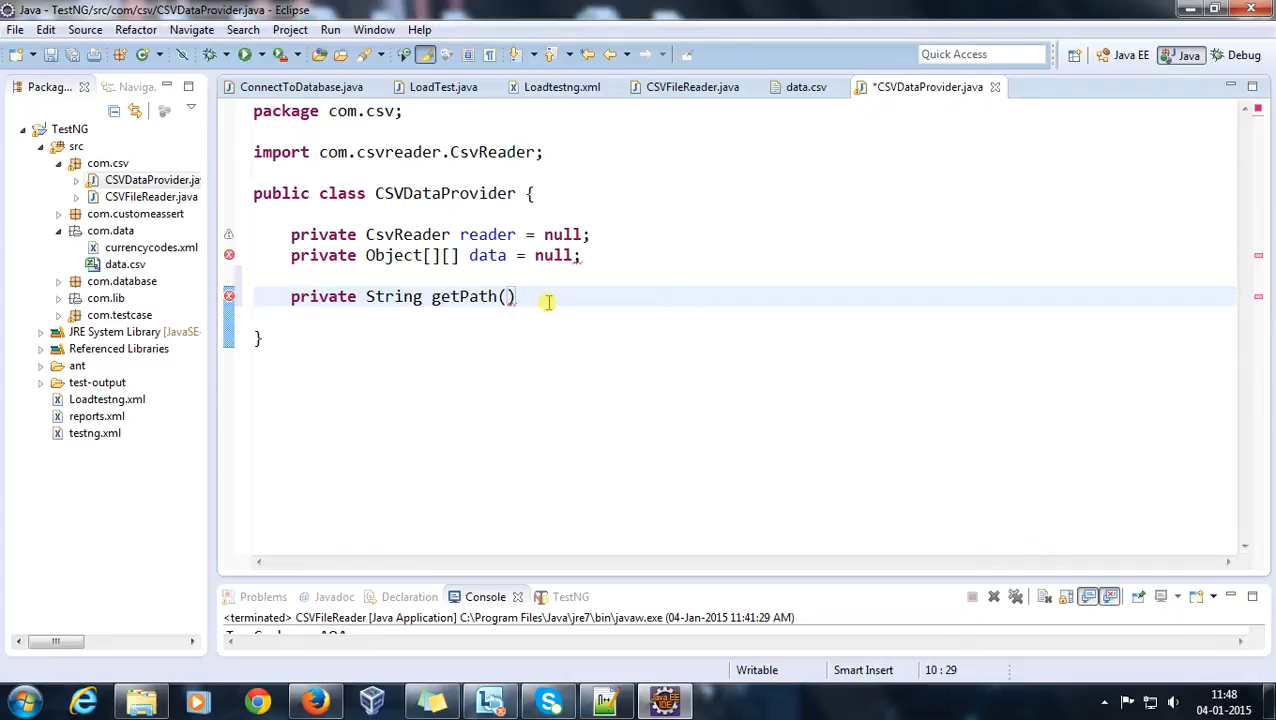 Java - TestNG/src/com/csv/CSVDataProvider.java - Eclipse
File Edit Source Refactor Navigate Search Project Run Window Help
Quick Access Java EE Java Debug
Packag... Naviga... ConnectToDatabase.java LoadTest.java Loadtestng.xml CSVFileReader.java data.csv *CSVDataProvider.java
TestNG
src
com.csv
CSVDataProvider.ja
CSVFileReader.java
com.customeassert
com.data
currencycodes.xml
data.csv
com.database
com.lib
com.testcase
JRE System Library [JavaSE-
Referenced Libraries
ant
test-output
Loadtestng.xml
reports.xml
testng.xml
package com.csv;
import com.csvreader.CsvReader;
public class CSVDataProvider {
private CsvReader reader = null;
private Object[][] data = null;
private String getPath()
}
Problems Javadoc Declaration Console TestNG
<terminated> CSVFileReader [Java Application] C:\Program Files\Java\jre7\bin\javaw.exe (04-Jan-2015 11:41:29 AM)
Writable Smart Insert 10 : 29
Java EE
IDE
11:48
04-01-2015